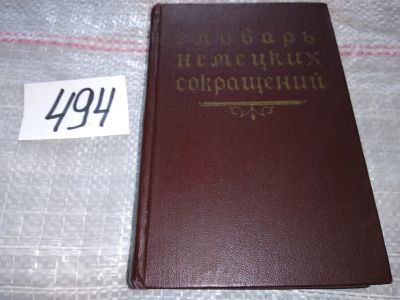 494
Словарь
немецких
сокращений